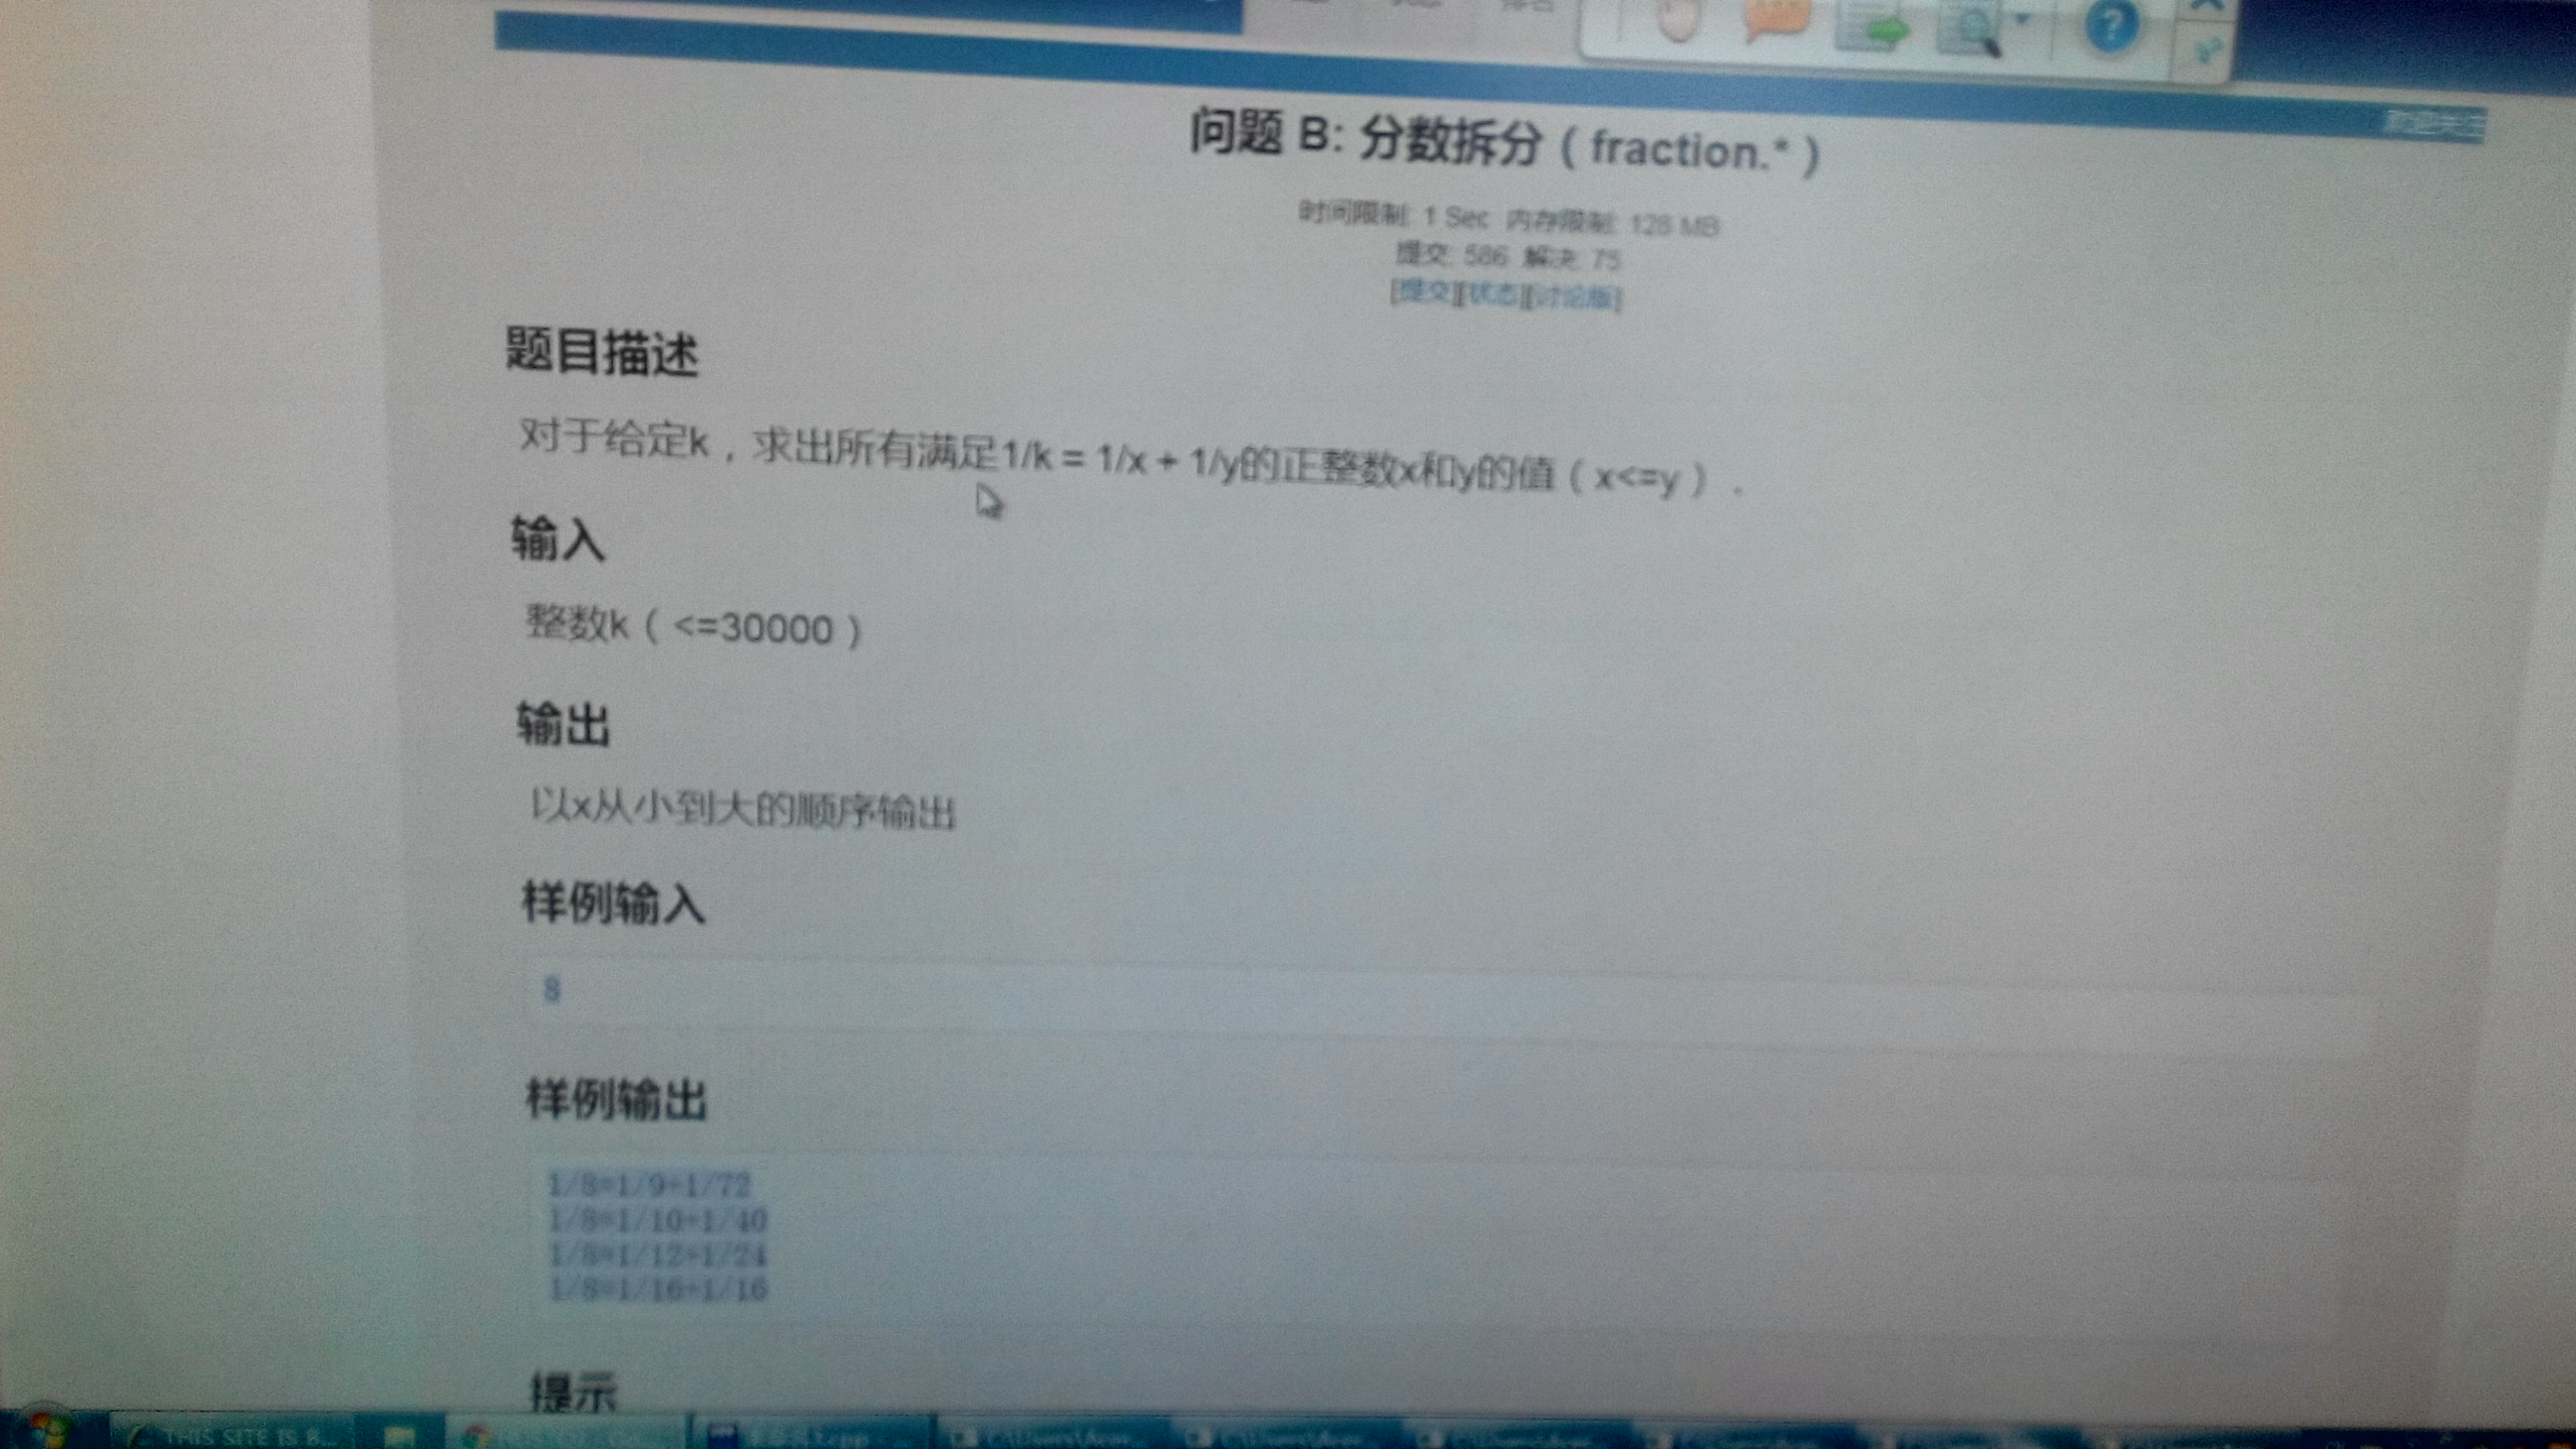 问题 B: 分数拆分（fraction.*）
时间限制: 1 Sec 内存限制: 128 MB
提交: 586 解决: 75
[提交][状态][讨论版]
题目描述
对于给定k，求出所有满足1/k = 1/x + 1/y的正整数x和y的值（x<=y）.
输入
整数k（<=30000）
输出
以x从小到大的顺序输出
样例输入
8
样例输出
1/8=1/9+1/72
1/8=1/10+1/40
1/8=1/12+1/24
1/8=1/16+1/16
提示
THIS SITE IS B...